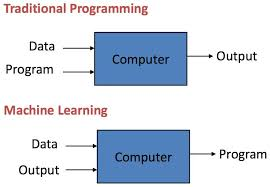 Traditional Programming
Data
Program
Computer
Output
Machine Learning
Data
Output
Computer
Program